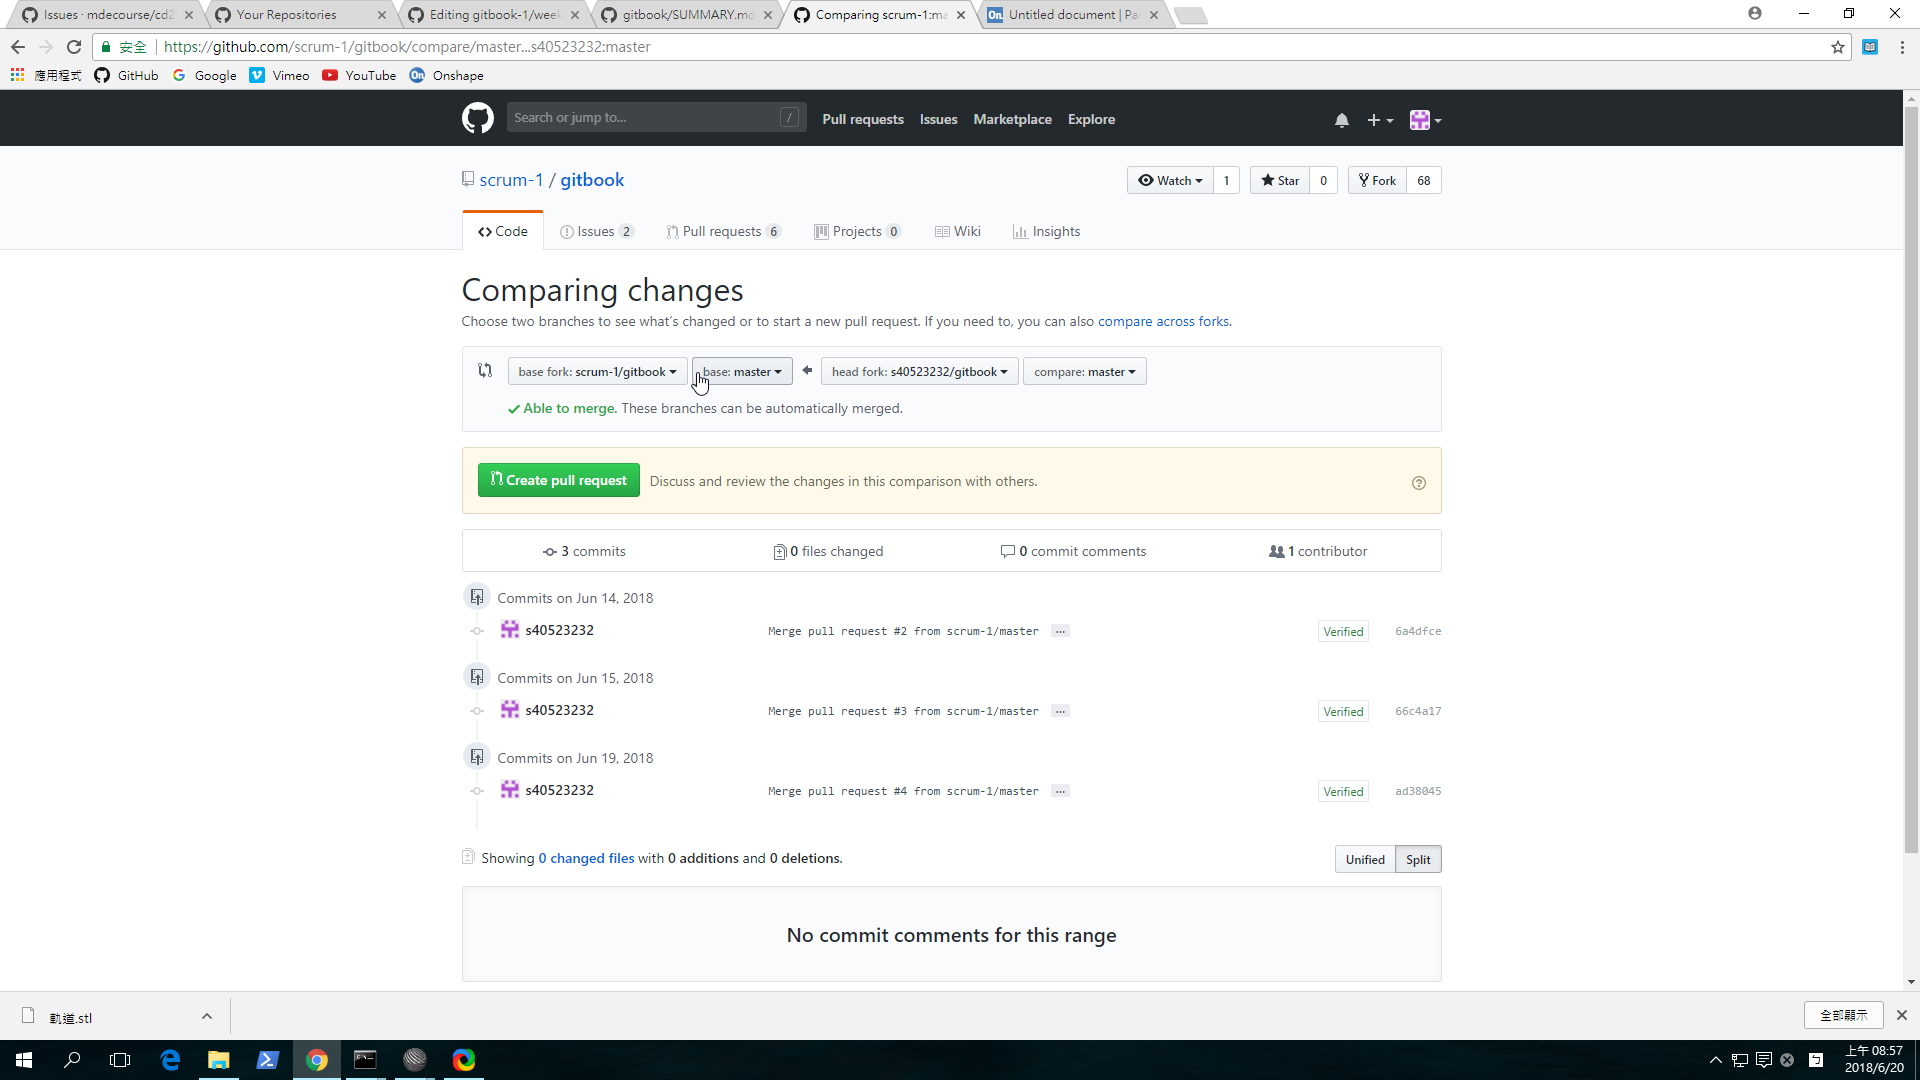 Issues · mdecourse/cd2
Your Repositories
Editing gitbook-1/week
gitbook/SUMMARY.md
Comparing scrum-1:ma
On Untitled document | Pa
安全 https://github.com/scrum-1/gitbook/compare/master...s40523232:master
應用程式 GitHub Google Vimeo YouTube On Onshape
Search or jump to... / Pull requests Issues Marketplace Explore
scrum-1 / gitbook Watch 1 Star 0 Fork 68
Code Issues 2 Pull requests 6 Projects 0 Wiki Insights
Comparing changes
Choose two branches to see what's changed or to start a new pull request. If you need to, you can also compare across forks.
base fork: scrum-1/gitbook base: master head fork: s40523232/gitbook compare: master
Able to merge. These branches can be automatically merged.
Create pull request Discuss and review the changes in this comparison with others.
3 commits 0 files changed 0 commit comments 1 contributor
Commits on Jun 14, 2018
s40523232 Merge pull request #2 from scrum-1/master ... Verified 6a4dfce
Commits on Jun 15, 2018
s40523232 Merge pull request #3 from scrum-1/master ... Verified 66c4a17
Commits on Jun 19, 2018
s40523232 Merge pull request #4 from scrum-1/master ... Verified ad38045
Showing 0 changed files with 0 additions and 0 deletions. Unified Split
No commit comments for this range
軌道.stl 全部顯示
上午 08:57
2018/6/20